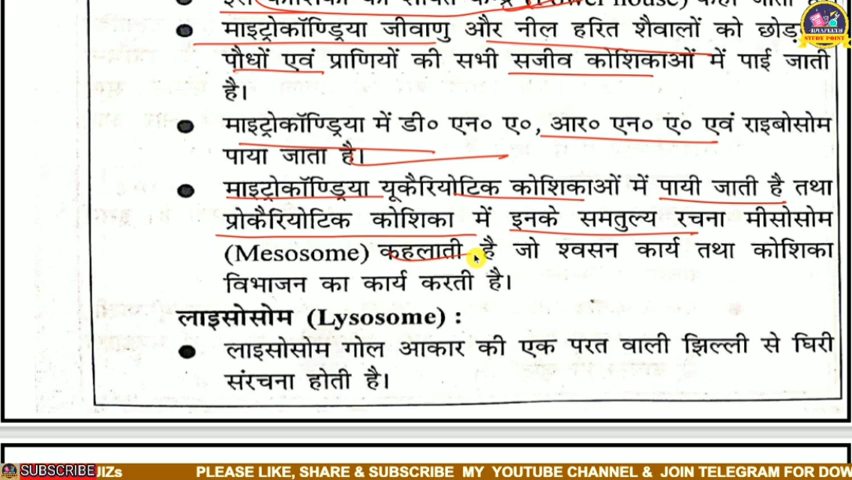 माइट्रोकॉण्ड्रिया जीवाणु और नील हरित शैवालों को छोड़
पौधों एवं प्राणियों की सभी सजीव कोशिकाओं में पाई जाती
है।
माइट्रोकॉण्ड्रिया में डी० एन० ए०, आर० एन० ए० एवं राइबोसोम
पाया जाता है।
माइट्रोकॉण्ड्रिया यूकैरियोटिक कोशिकाओं में पायी जाती है तथा
प्रोकैरियोटिक कोशिका में इनके समतुल्य रचना मीसोसोम
(Mesosome) कहलाती है जो श्वसन कार्य तथा कोशिका
विभाजन का कार्य करती है।
लाइसोसोम (Lysosome) :
लाइसोसोम गोल आकार की एक परत वाली झिल्ली से घिरी
संरचना होती है।
SUBSCRIBE IZs PLEASE LIKE, SHARE & SUBSCRIBE MY YOUTUBE CHANNEL & JOIN TELEGRAM FOR DOW